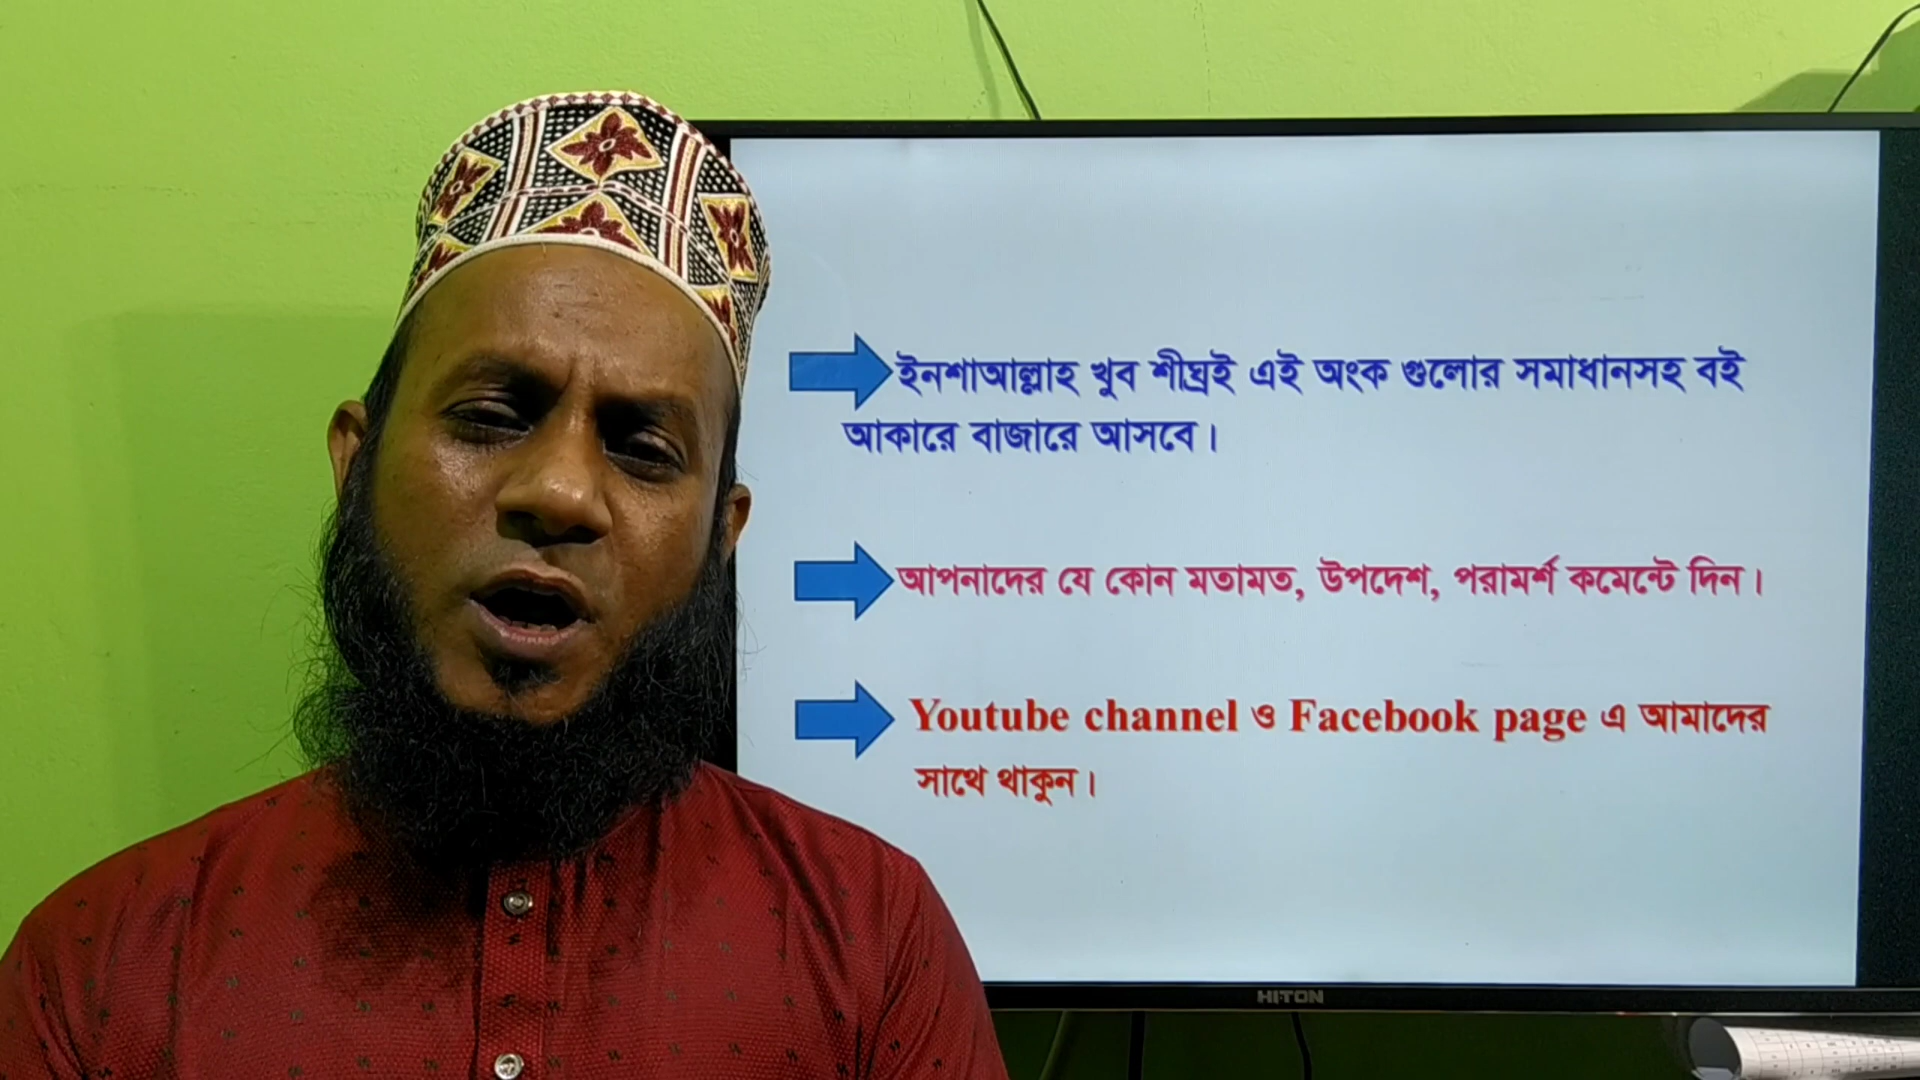 ইনশাআল্লাহ খুব শীঘ্রই এই অংক গুলোর সমাধানসহ বই
আকারে বাজারে আসবে।
আপনাদের যে কোন মতামত, উপদেশ, পরামর্শ কমেন্টে দিন।
Youtube channel ও Facebook page এ আমাদের
সাথে থাকুন।
HITON